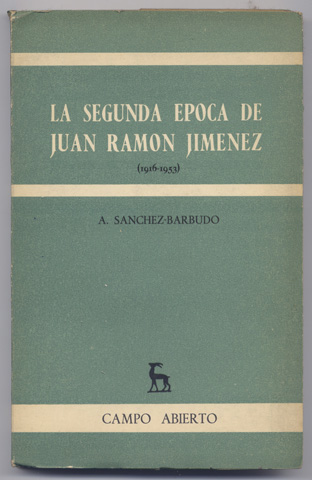 LA SEGUNDA EPOCA DE
JUAN RAMON JIMENEZ
(1916-1953)
A. SANCHEZ-BARBUDO
CAMPO ABIERTO